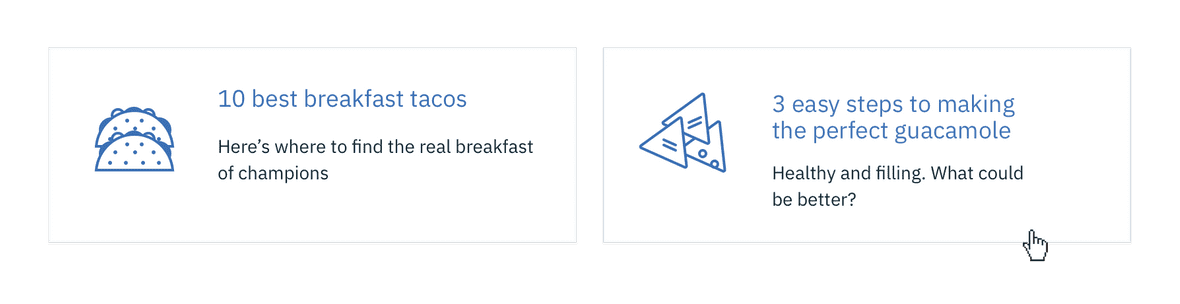 10 best breakfast tacos
Here’s where to find the real breakfast
of champions
3 easy steps to making
the perfect guacamole
Healthy and filling. What could
be better?